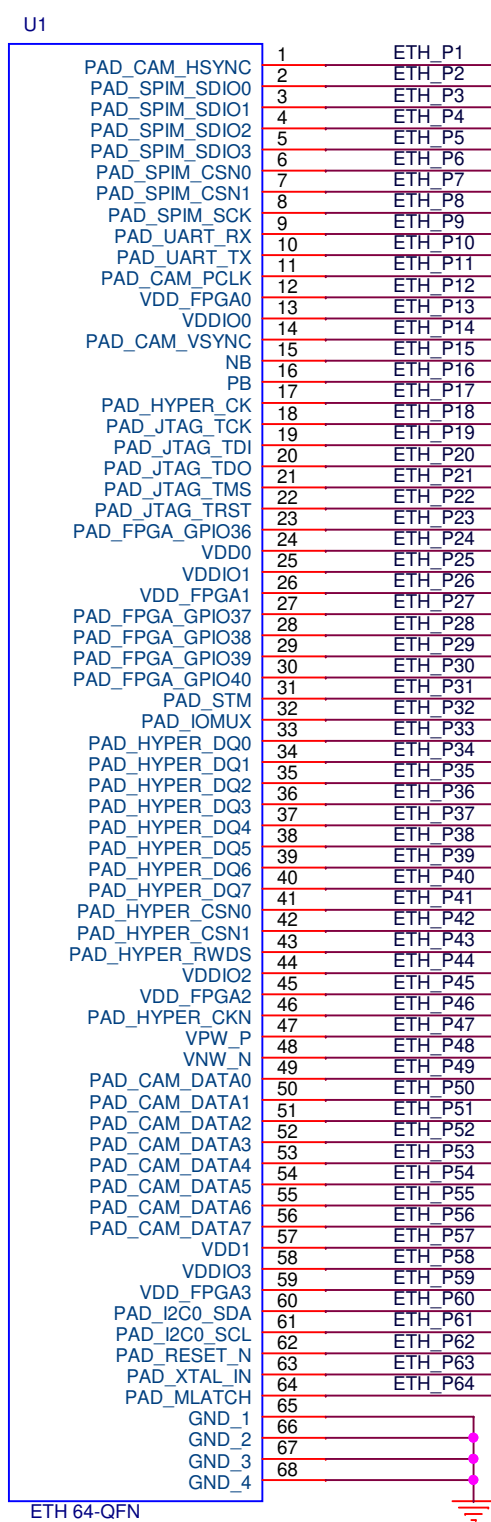 U1
PAD_CAM_HSYNC 1 ETH_P1
PAD_SPIM_SDIO0 2 ETH_P2
PAD_SPIM_SDIO1 3 ETH_P3
PAD_SPIM_SDIO2 4 ETH_P4
PAD_SPIM_SDIO3 5 ETH_P5
PAD_SPIM_CSN0 6 ETH_P6
PAD_SPIM_CSN1 7 ETH_P7
PAD_SPIM_SCK 8 ETH_P8
PAD_UART_RX 9 ETH_P9
PAD_UART_TX 10 ETH_P10
PAD_CAM_PCLK 11 ETH_P11
VDD_FPGA0 12 ETH_P12
VDDIO0 13 ETH_P13
PAD_CAM_VSYNC 14 ETH_P14
NB 15 ETH_P15
PB 16 ETH_P16
PAD_HYPER_CK 17 ETH_P17
PAD_JTAG_TCK 18 ETH_P18
PAD_JTAG_TDI 19 ETH_P19
PAD_JTAG_TDO 20 ETH_P20
PAD_JTAG_TMS 21 ETH_P21
PAD_JTAG_TRST 22 ETH_P22
PAD_FPGA_GPIO36 23 ETH_P23
VDD0 24 ETH_P24
VDDIO1 25 ETH_P25
VDD_FPGA1 26 ETH_P26
PAD_FPGA_GPIO37 27 ETH_P27
PAD_FPGA_GPIO38 28 ETH_P28
PAD_FPGA_GPIO39 29 ETH_P29
PAD_FPGA_GPIO40 30 ETH_P30
PAD_STM 31 ETH_P31
PAD_IOMUX 32 ETH_P32
PAD_HYPER_DQ0 33 ETH_P33
PAD_HYPER_DQ1 34 ETH_P34
PAD_HYPER_DQ2 35 ETH_P35
PAD_HYPER_DQ3 36 ETH_P36
PAD_HYPER_DQ4 37 ETH_P37
PAD_HYPER_DQ5 38 ETH_P38
PAD_HYPER_DQ6 39 ETH_P39
PAD_HYPER_DQ7 40 ETH_P40
PAD_HYPER_CSN0 41 ETH_P41
PAD_HYPER_CSN1 42 ETH_P42
PAD_HYPER_RWDS 43 ETH_P43
VDDIO2 44 ETH_P44
VDD_FPGA2 45 ETH_P45
PAD_HYPER_CKN 46 ETH_P46
VPW_P 47 ETH_P47
VNW_N 48 ETH_P48
PAD_CAM_DATA0 49 ETH_P49
PAD_CAM_DATA1 50 ETH_P50
PAD_CAM_DATA2 51 ETH_P51
PAD_CAM_DATA3 52 ETH_P52
PAD_CAM_DATA4 53 ETH_P53
PAD_CAM_DATA5 54 ETH_P54
PAD_CAM_DATA6 55 ETH_P55
PAD_CAM_DATA7 56 ETH_P56
VDD1 57 ETH_P57
VDDIO3 58 ETH_P58
VDD_FPGA3 59 ETH_P59
PAD_I2C0_SDA 60 ETH_P60
PAD_I2C0_SCL 61 ETH_P61
PAD_RESET_N 62 ETH_P62
PAD_XTAL_IN 63 ETH_P63
PAD_MLATCH 64 ETH_P64
GND_1 65
GND_2 66
GND_3 67
GND_4 68
ETH 64-QFN